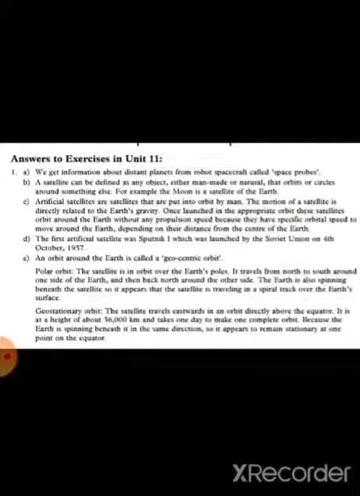 Answers to Exercises in Unit 11:
1. a) We get information about distant planets from robot spacecraft called 'space probes'.
b) A satellite can be defined as any object, either man-made or natural, that orbits or circles
around something else. For example the Moon is a satellite of the Earth.
c) Artificial satellites are satellites that are put into orbit by man. The motion of a satellite is
directly related to the Earth's gravity. Once launched in the appropriate orbit these satellites
orbit around the Earth without any propulsion speed because they have specific orbital speed to
move around the Earth, depending on their distance from the centre of the Earth.
d) The first artificial satellite was Sputnik 1 which was launched by the Soviet Union on 4th
October, 1957.
e) An orbit around the Earth is called a 'geo-centric orbit'.
Polar orbit: The satellite is in orbit over the Earth's poles. It travels from north to south around
one side of the Earth, and then back north around the other side. The Earth is also spinning
beneath the satellite so it appears that the satellite is traveling in a spiral track over the Earth's
surface.
Geostationary orbit: The satellite travels eastwards in an orbit directly above the equator. It is
at a height of about 36,000 km and takes one day to make one complete orbit. Because the
Earth is spinning beneath it in the same direction, so it appears to remain stationary at one
point on the equator.
XRecorder